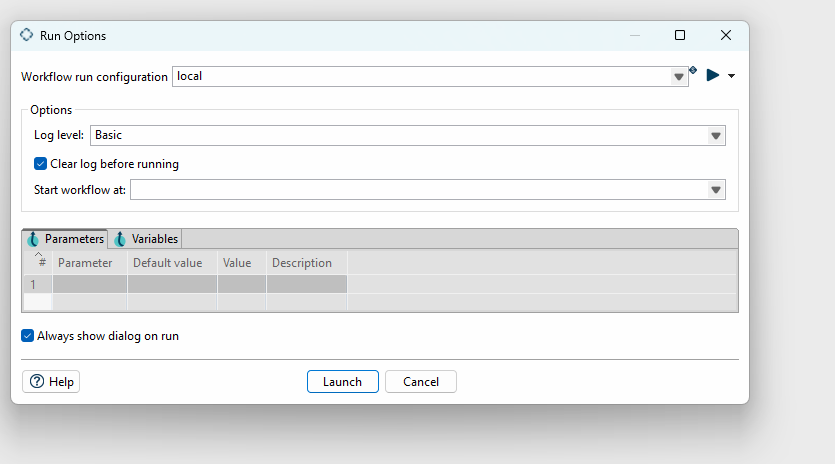 Run Options
Workflow run configuration local
Options
Log level: Basic
Clear log before running
Start workflow at:
Parameters Variables
# Parameter Default value Value Description
1
Always show dialog on run
Help Launch Cancel